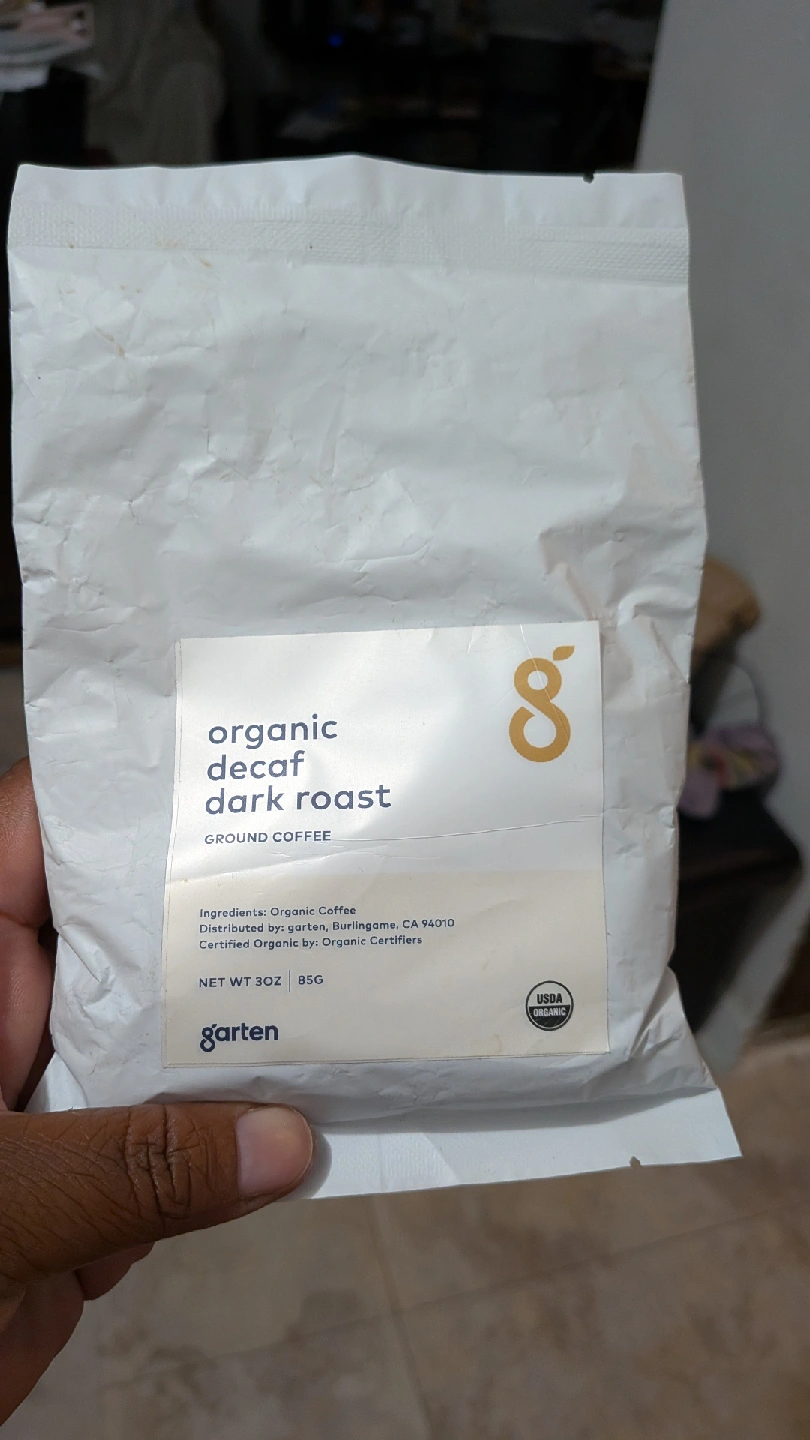 organic
decaf
dark roast
GROUND COFFEE
Ingredients: Organic Coffee
Distributed by: garten, Burlingame, CA 94010
Certified Organic by: Organic Certifiers
NET WT 3OZ | 85G
USDA
ORGANIC
garten